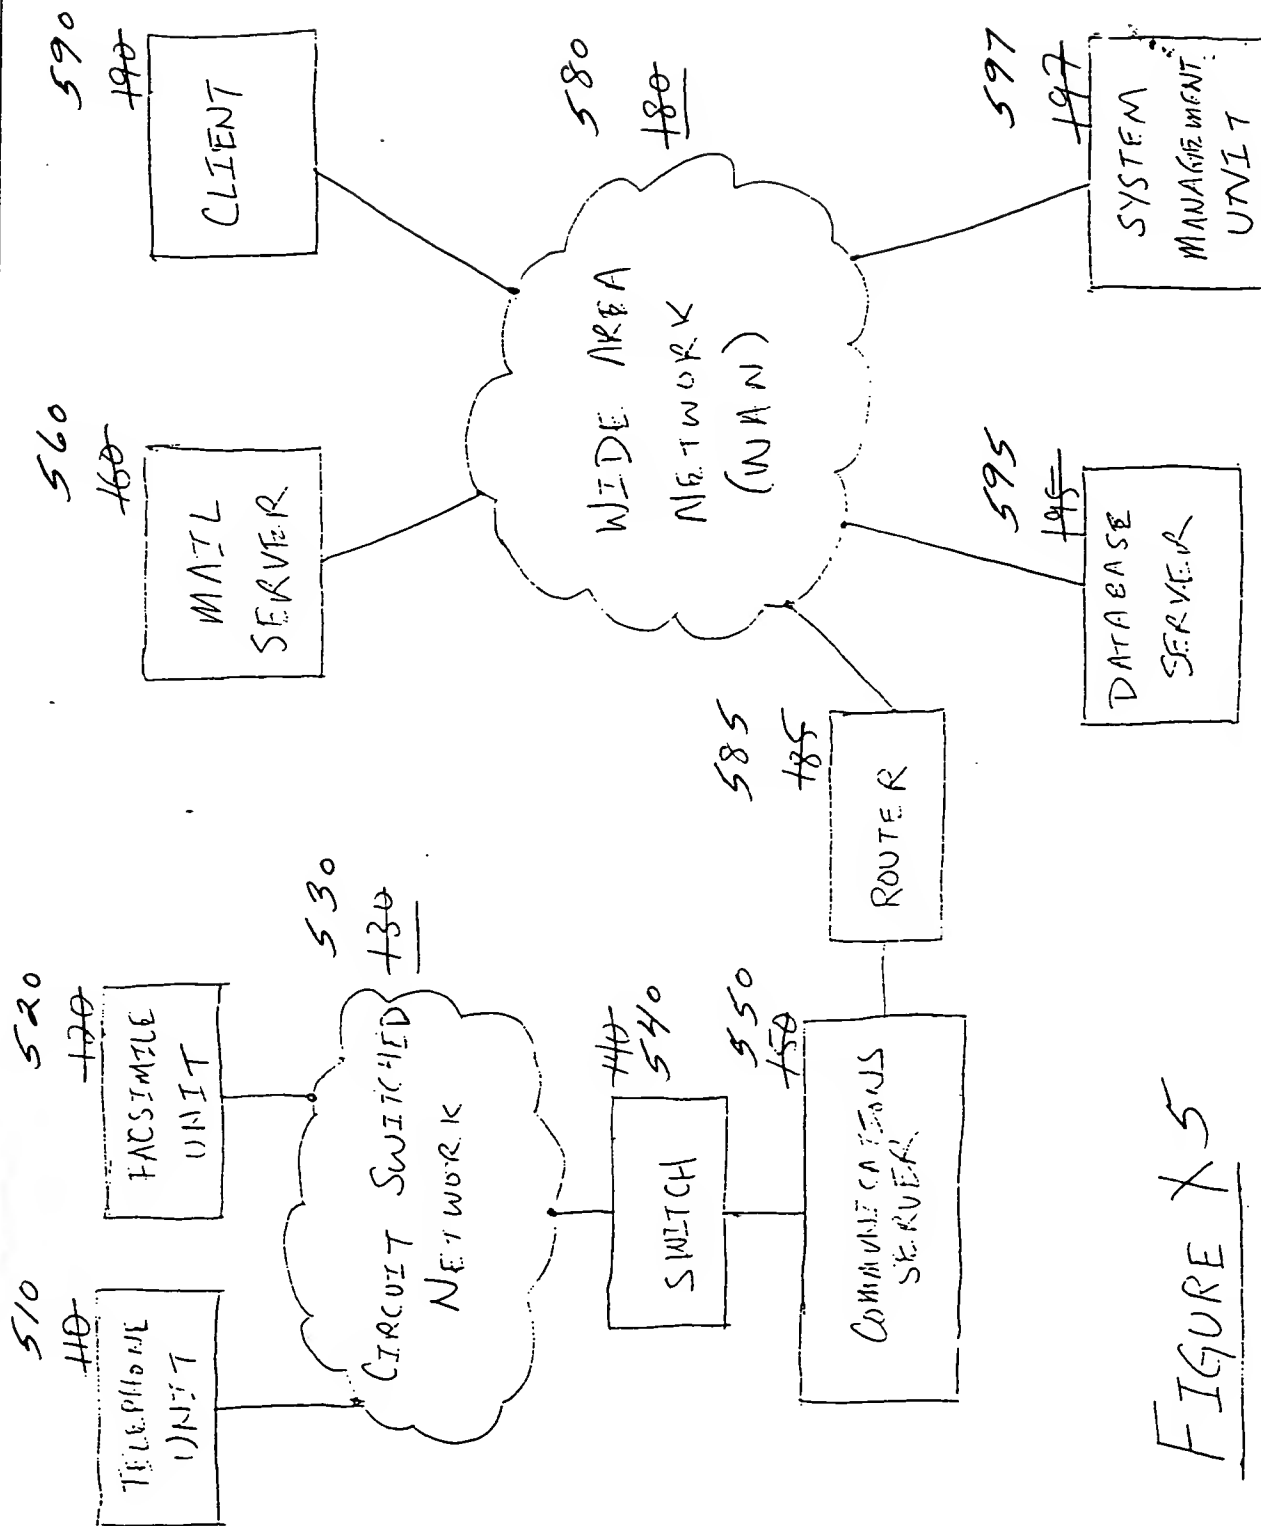 510
110
TELEPHONE
UNIT
520
120
FACSIMILE
UNIT
560
160
MAIL
SERVER
590
190
CLIENT
530
130
CIRCUIT SWITCHED
NETWORK
580
180
WIDE AREA
NETWORK
(WAN)
140
540
SWITCH
550
150
COMMUNICATIONS
SERVER
585
185
ROUTER
595
195
DATABASE
SERVER
597
197
SYSTEM
MANAGEMENT
UNIT
FIGURE X5